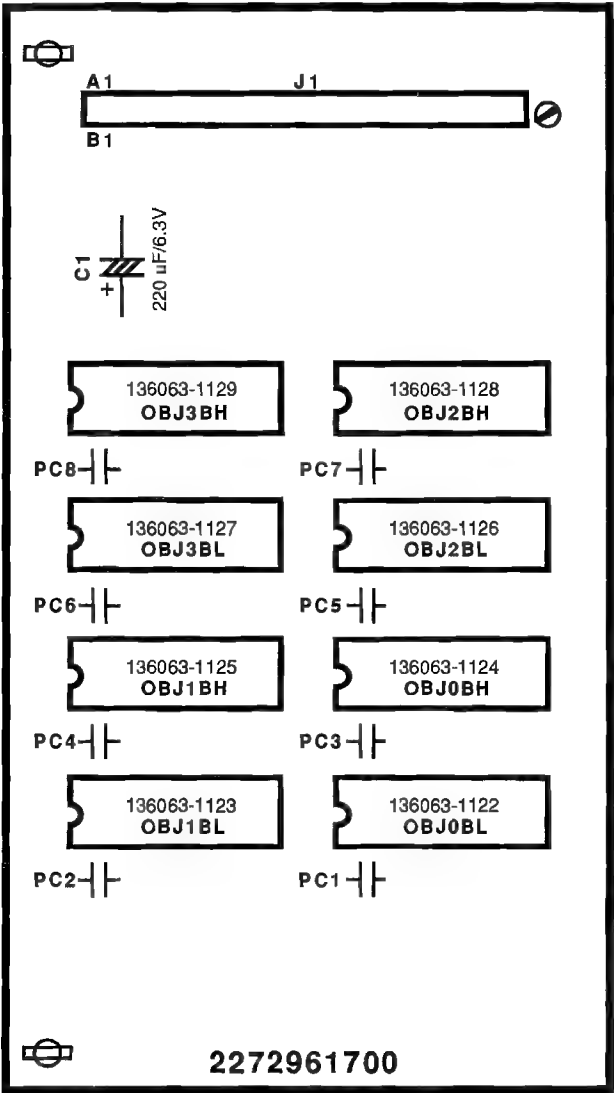 A1 J1
B1
C1
+
220 uF/6.3V
136063-1129 136063-1128
OBJ3BH OBJ2BH
PC8 PC7
136063-1127 136063-1126
OBJ3BL OBJ2BL
PC6 PC5
136063-1125 136063-1124
OBJ1BH OBJ0BH
PC4 PC3
136063-1123 136063-1122
OBJ1BL OBJ0BL
PC2 PC1
2272961700